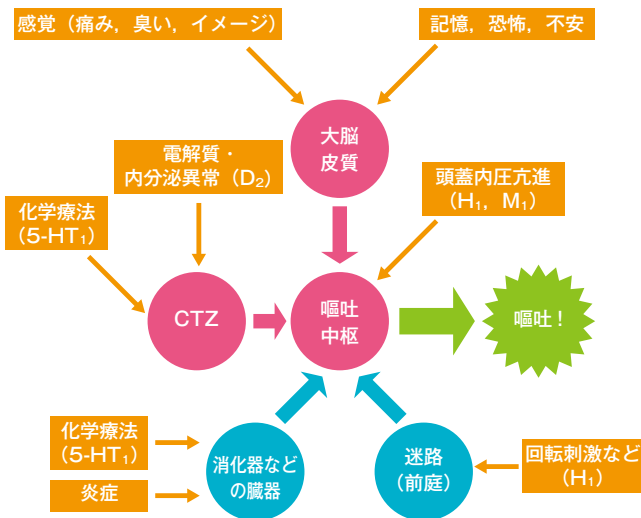 感覚（痛み，臭い，イメージ）
記憶，恐怖，不安
大脳
皮質
電解質・
内分泌異常（D₂）
頭蓋内圧亢進
（H₁，M₁）
化学療法
（5-HT₁）
CTZ
嘔吐
中枢
嘔吐！
化学療法
（5-HT₁）
炎症
消化器など
の臓器
迷路
（前庭）
回転刺激など
（H₁）